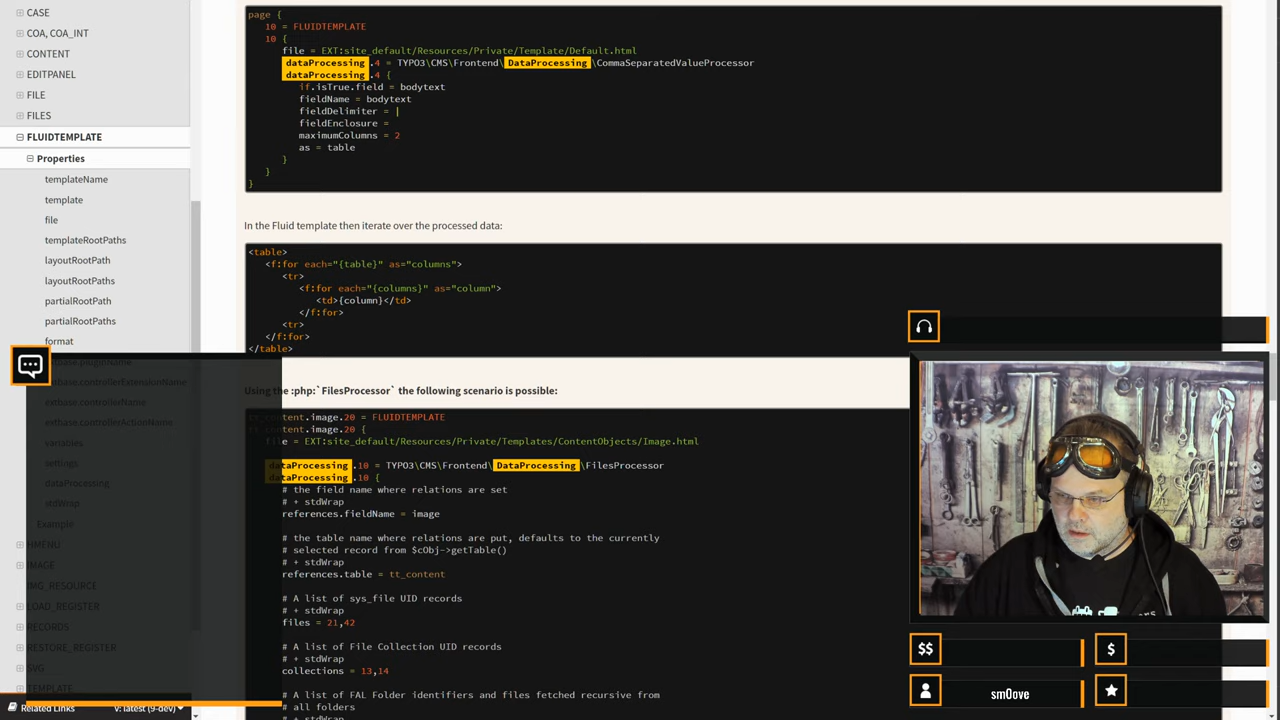 CASE
COA, COA_INT
CONTENT
EDITPANEL
FILE
FILES
FLUIDTEMPLATE
Properties
templateName
template
file
templateRootPaths
layoutRootPath
layoutRootPaths
partialRootPath
partialRootPaths
format
extbase.controllerExtensionName
extbase.controllerName
extbase.controllerActionName
variables
settings
dataProcessing
stdWrap
Example
HMENU
IMAGE
IMG_RESOURCE
LOAD_REGISTER
RECORDS
RESTORE_REGISTER
SVG
TEMPLATE
Related Links
V: latest (9-dev)
page {
10 = FLUIDTEMPLATE
10 {
file = EXT:site_default/Resources/Private/Template/Default.html
dataProcessing.4 = TYPO3\CMS\Frontend\DataProcessing\CommaSeparatedValueProcessor
dataProcessing.4 {
if.isTrue.field = bodytext
fieldName = bodytext
fieldDelimiter = |
fieldEnclosure =
maximumColumns = 2
as = table
}
}
}
In the Fluid template then iterate over the processed data:
<table>
<f:for each="{table}" as="columns">
<tr>
<f:for each="{columns}" as="column">
<td>{column}</td>
</f:for>
<tr>
</f:for>
</table>
Using the :php:`FilesProcessor` the following scenario is possible:
tt_content.image.20 = FLUIDTEMPLATE
tt_content.image.20 {
file = EXT:site_default/Resources/Private/Templates/ContentObjects/Image.html
dataProcessing.10 = TYPO3\CMS\Frontend\DataProcessing\FilesProcessor
dataProcessing.10 {
# the field name where relations are set
# + stdWrap
references.fieldName = image
# the table name where relations are put, defaults to the currently
# selected record from $cObj->getTable()
# + stdWrap
references.table = tt_content
# A list of sys_file UID records
# + stdWrap
files = 21,42
# A list of File Collection UID records
# + stdWrap
collections = 13,14
# A list of FAL Folder identifiers and files fetched recursive from
# all folders
# + stdWrap
$$
$
sm0ove